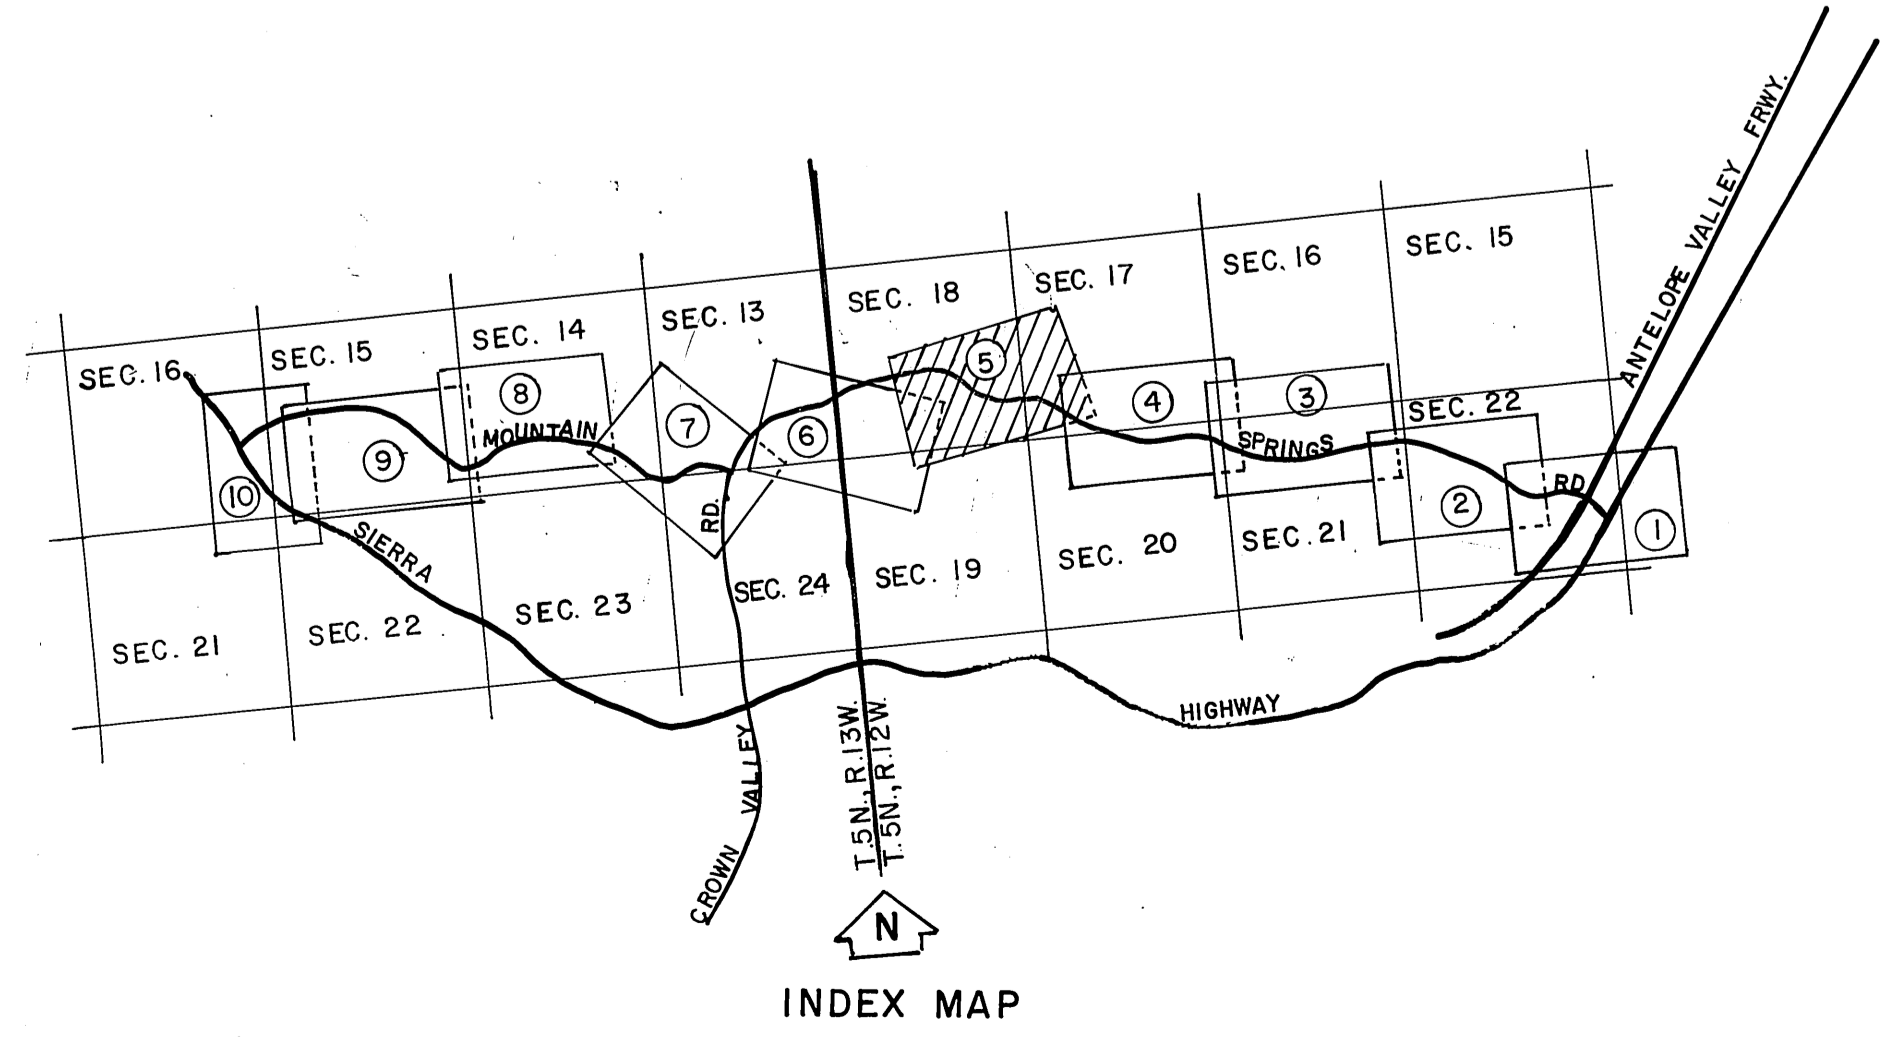 ANTELOPE VALLEY FRWY.
SEC. 16
SEC. 15
SEC. 14
SEC. 13
SEC. 18
SEC. 17
SEC. 16
SEC. 15
10
9
8
7
6
5
4
3
2
1
MOUNTAIN
SPRINGS
RD.
SEC. 22
SIERRA
HIGHWAY
RD.
SEC. 21
SEC. 22
SEC. 23
SEC. 24
SEC. 19
SEC. 20
SEC. 21
CROWN VALLEY
T.5N., R.13W.
T.5N., R.12W.
N
INDEX MAP